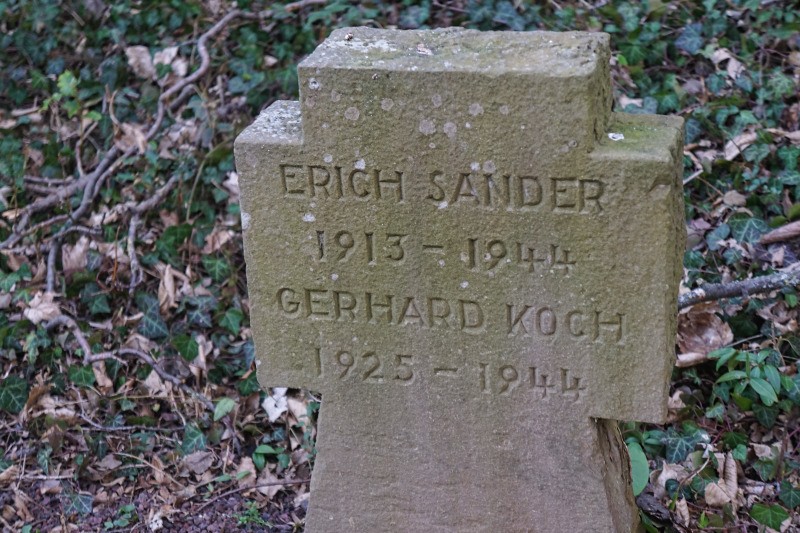 ERICH SANDER
1913 - 1944
GERHARD KOCH
1925 - 1944